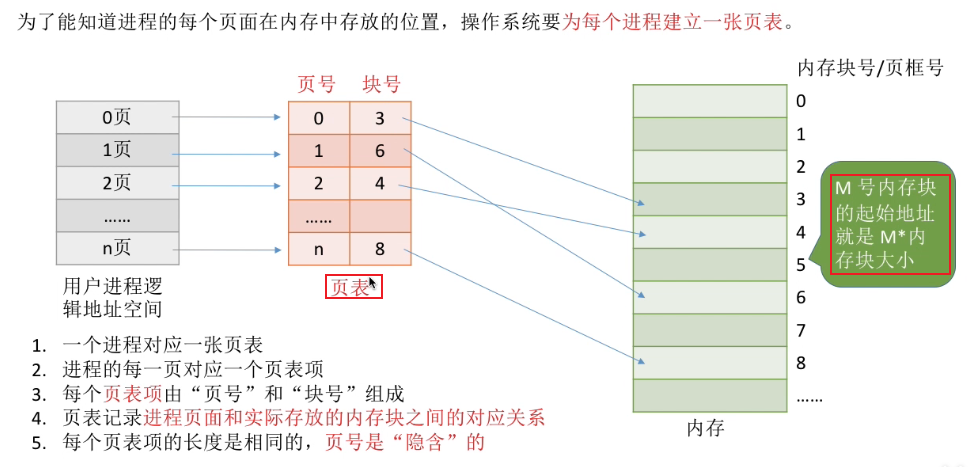 为了能知道进程的每个页面在内存中存放的位置，操作系统要为每个进程建立一张页表。
内存块号/页框号
页号 块号
0页 0 3 0
1页 1 6 1
2页 2 4 2
…… …… 3
n页 n 8 4
5
6
7
8
……
M 号内存块
的起始地址
就是 M*内
存块大小
页表
用户进程逻
辑地址空间
内存
1. 一个进程对应一张页表
2. 进程的每一页对应一个页表项
3. 每个页表项由“页号”和“块号”组成
4. 页表记录进程页面和实际存放的内存块之间的对应关系
5. 每个页表项的长度是相同的，页号是“隐含”的